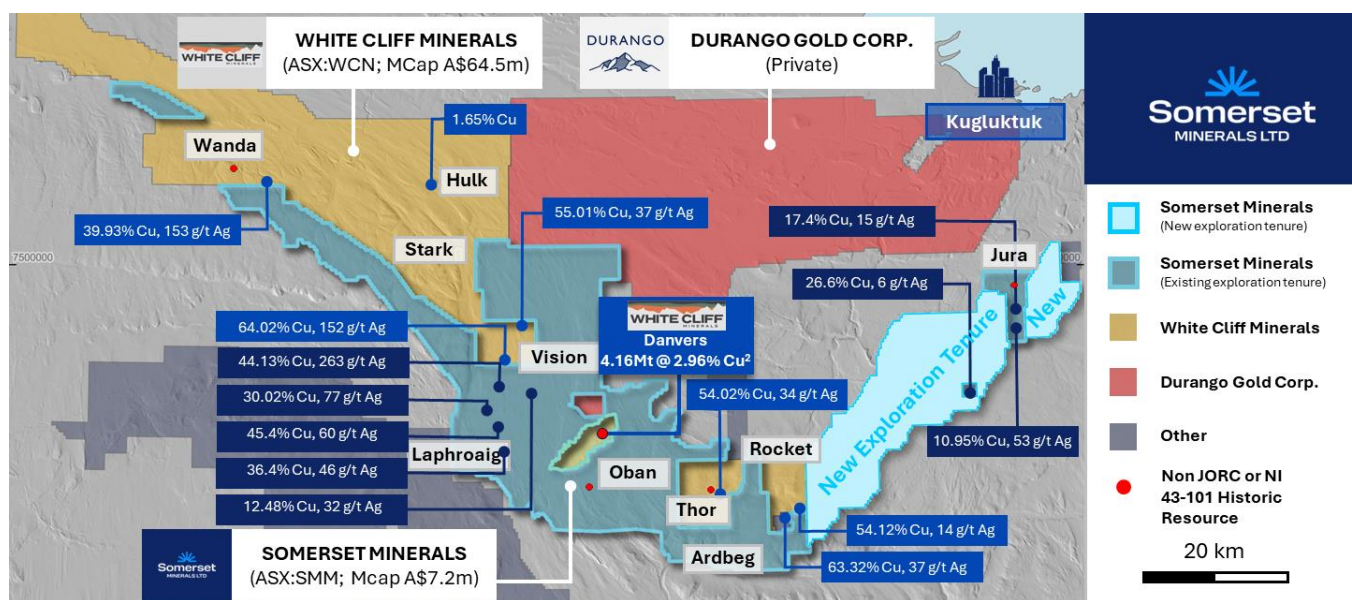 WHITE CLIFF
MINERALS
WHITE CLIFF MINERALS
(ASX:WCN; MCap A$64.5m)
DURANGO
DURANGO GOLD CORP.
(Private)
Kugluktuk
1.65% Cu
Wanda
Hulk
39.93% Cu, 153 g/t Ag
55.01% Cu, 37 g/t Ag
17.4% Cu, 15 g/t Ag
Stark
Jura
7500000
26.6% Cu, 6 g/t Ag
New
64.02% Cu, 152 g/t Ag
WHITE CLIFF
MINERALS
Danvers
4.16Mt @ 2.96% Cu²
Vision
44.13% Cu, 263 g/t Ag
30.02% Cu, 77 g/t Ag
54.02% Cu, 34 g/t Ag
New Exploration Tenure
45.4% Cu, 60 g/t Ag
10.95% Cu, 53 g/t Ag
Laphroaig
Rocket
36.4% Cu, 46 g/t Ag
Oban
12.48% Cu, 32 g/t Ag
Thor
54.12% Cu, 14 g/t Ag
Ardbeg
63.32% Cu, 37 g/t Ag
Somerset
MINERALS LTD
SOMERSET MINERALS
(ASX:SMM; Mcap A$7.2m)
Somerset
MINERALS LTD
Somerset Minerals
(New exploration tenure)
Somerset Minerals
(Existing exploration tenure)
White Cliff Minerals
Durango Gold Corp.
Other
Non JORC or NI
43-101 Historic
Resource
20 km